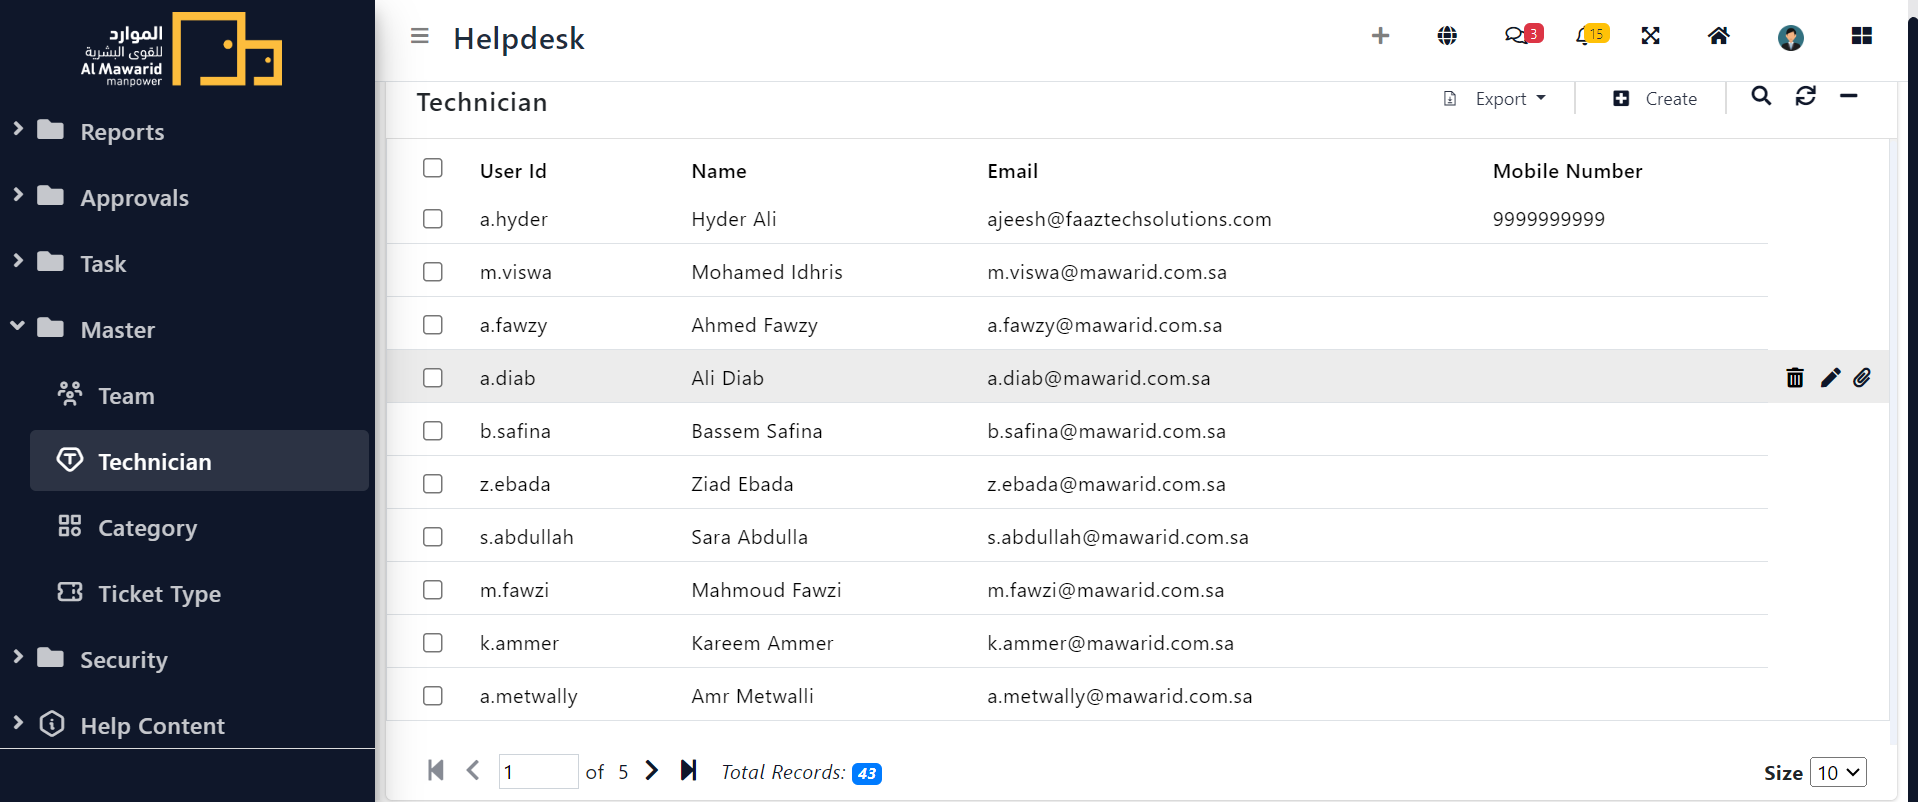 الموارد
للقوى البشرية
Al Mawarid
manpower
Reports
Approvals
Task
Master
Team
Technician
Category
Ticket Type
Security
Help Content
Helpdesk
3
15
Technician
Export
Create
User Id Name Email Mobile Number
a.hyder Hyder Ali ajeesh@faaztechsolutions.com 9999999999
m.viswa Mohamed Idhris m.viswa@mawarid.com.sa
a.fawzy Ahmed Fawzy a.fawzy@mawarid.com.sa
a.diab Ali Diab a.diab@mawarid.com.sa
b.safina Bassem Safina b.safina@mawarid.com.sa
z.ebada Ziad Ebada z.ebada@mawarid.com.sa
s.abdullah Sara Abdulla s.abdullah@mawarid.com.sa
m.fawzi Mahmoud Fawzi m.fawzi@mawarid.com.sa
k.ammer Kareem Ammer k.ammer@mawarid.com.sa
a.metwally Amr Metwalli a.metwally@mawarid.com.sa
1 of 5 Total Records: 43 Size 10